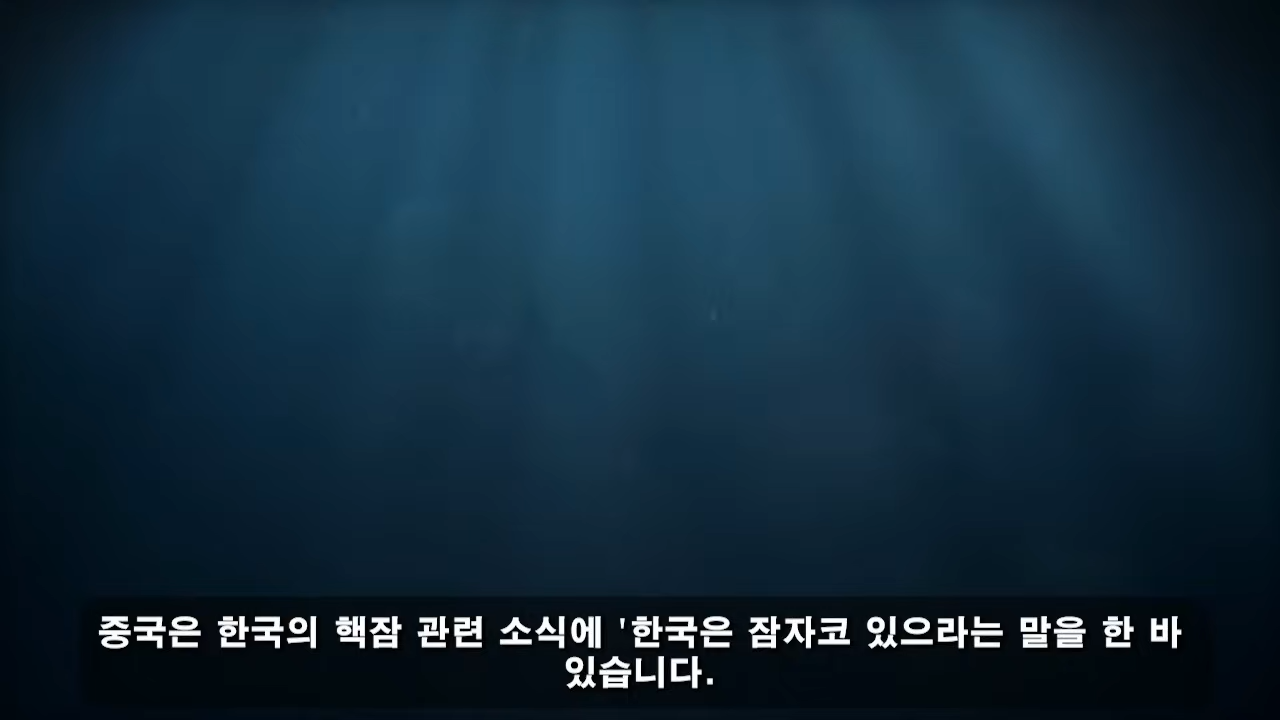 중국은 한국의 핵잠 관련 소식에 '한국은 잠자코 있으라는 말을 한 바
있습니다.